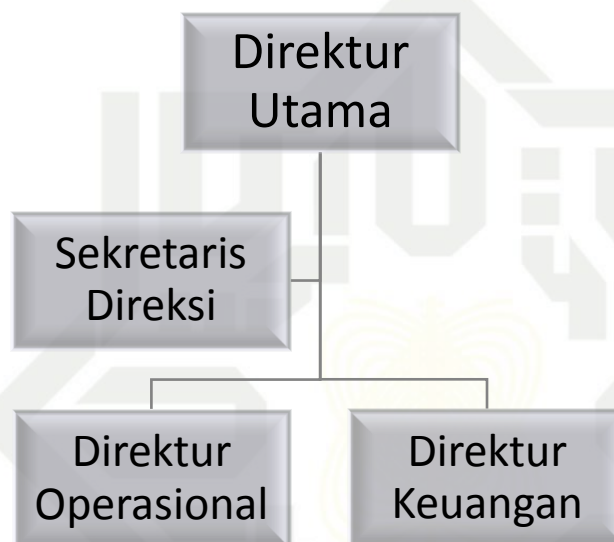 Direktur
Utama
Sekretaris
Direksi
Direktur
Operasional
Direktur
Keuangan